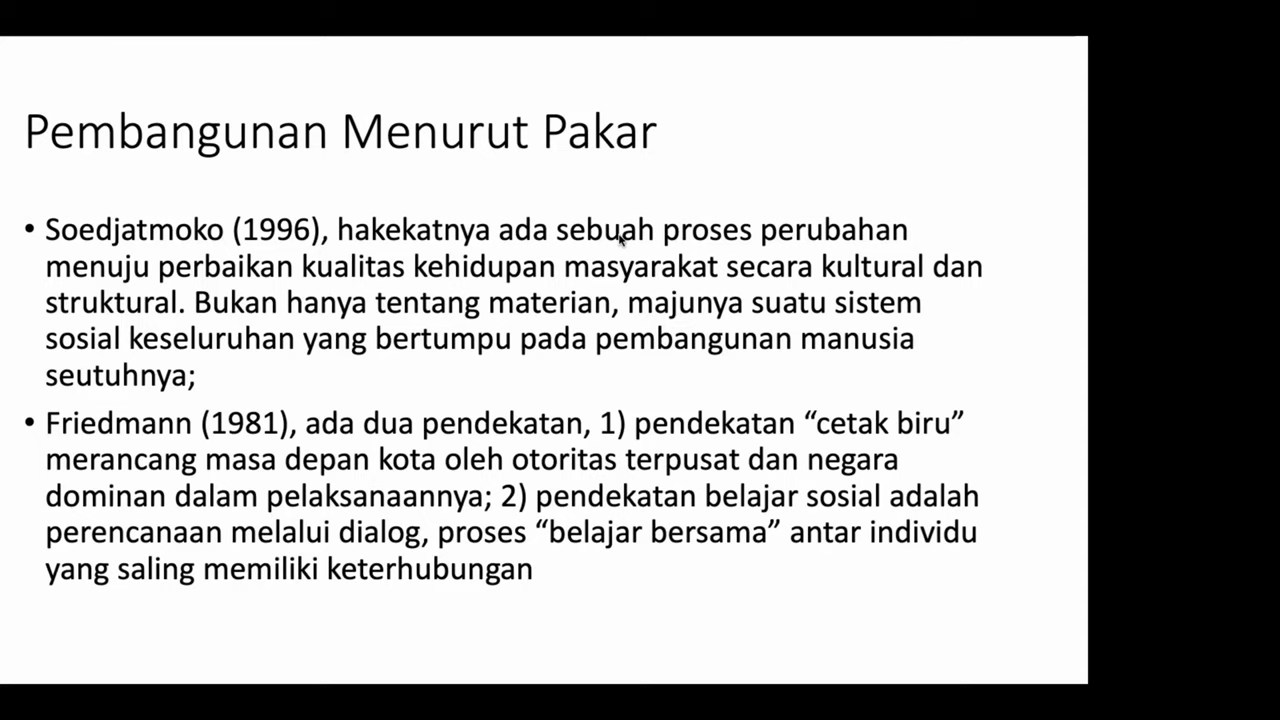 Pembangunan Menurut Pakar
• Soedjatmoko (1996), hakekatnya ada sebuah proses perubahan
menuju perbaikan kualitas kehidupan masyarakat secara kultural dan
struktural. Bukan hanya tentang materian, majunya suatu sistem
sosial keseluruhan yang bertumpu pada pembangunan manusia
seutuhnya;
• Friedmann (1981), ada dua pendekatan, 1) pendekatan “cetak biru”
merancang masa depan kota oleh otoritas terpusat dan negara
dominan dalam pelaksanaannya; 2) pendekatan belajar sosial adalah
perencanaan melalui dialog, proses “belajar bersama” antar individu
yang saling memiliki keterhubungan